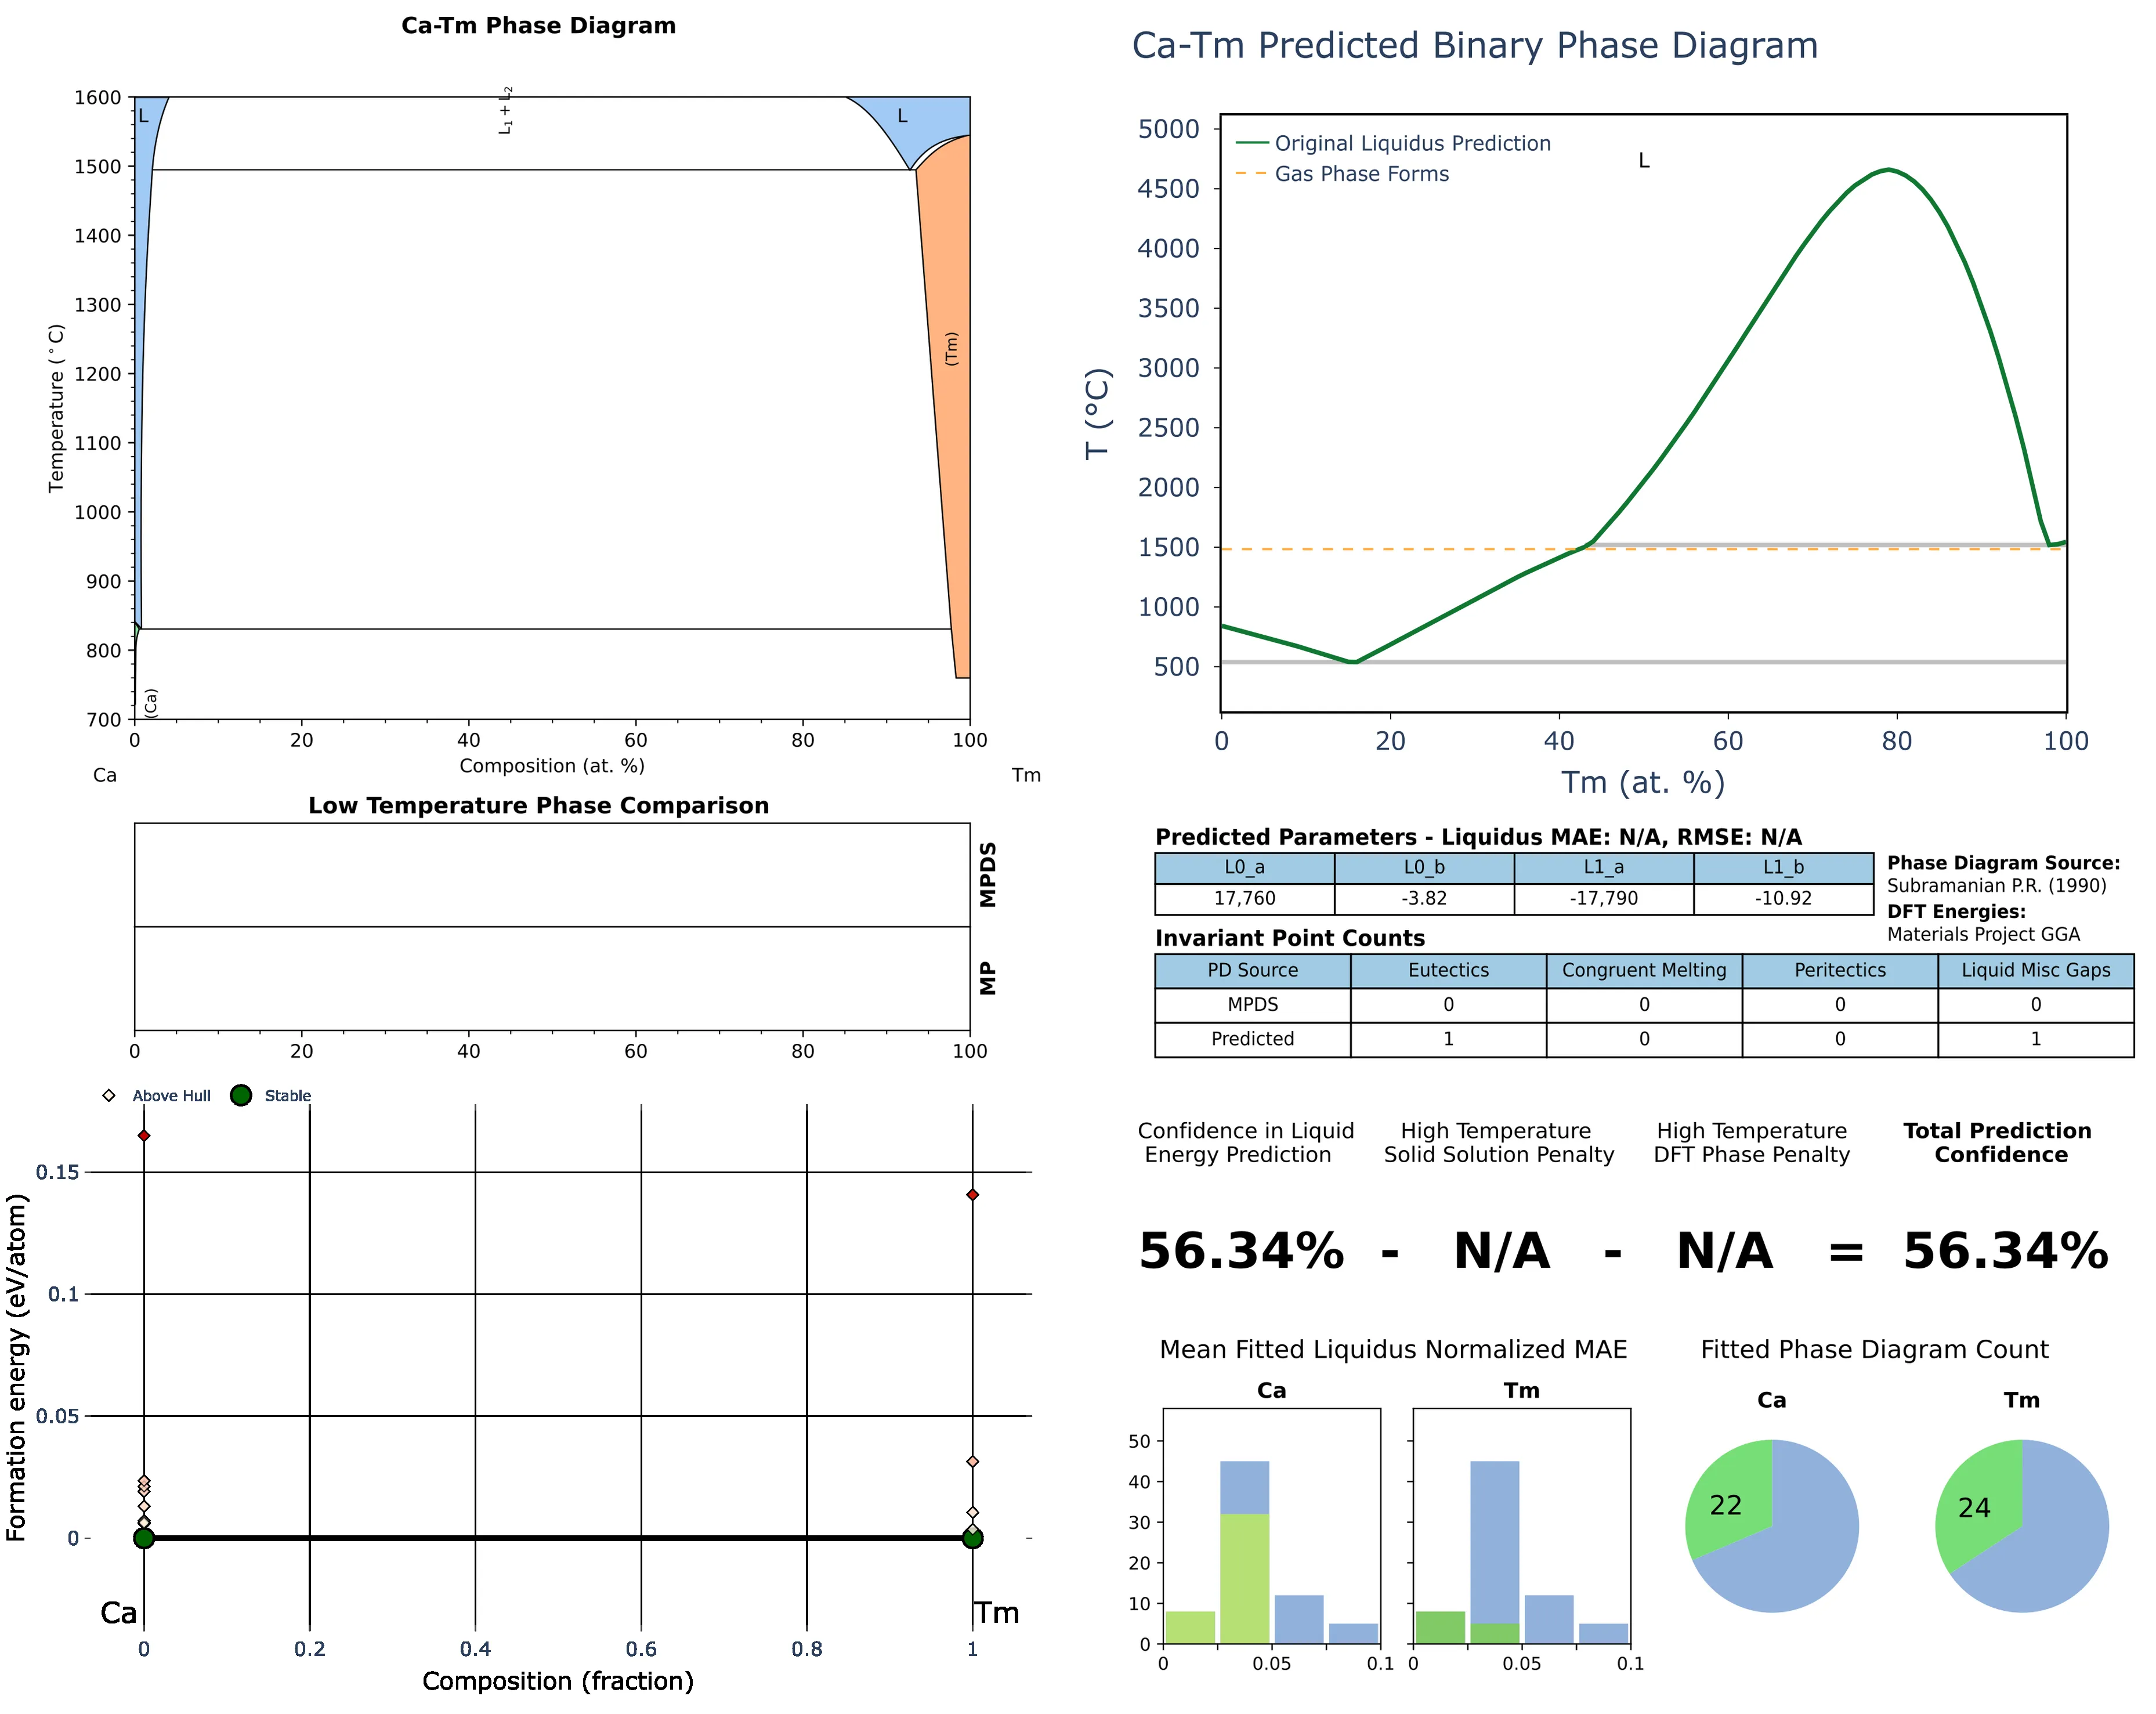 Ca-Tm Phase Diagram
1600
1500
1400
1300
1200
1100
1000
900
800
700
Temperature (°C)
L
L1 + L2
L
(Tm)
(Ca)
0 20 40 60 80 100
Composition (at. %)
Ca Tm
Low Temperature Phase Comparison
MPDS
MP
0 20 40 60 80 100
Above Hull Stable
0.15
0.1
0.05
0
Formation energy (eV/atom)
Ca Tm
0 0.2 0.4 0.6 0.8 1
Composition (fraction)
Ca-Tm Predicted Binary Phase Diagram
5000
4500
4000
3500
3000
2500
2000
1500
1000
500
T (°C)
Original Liquidus Prediction
Gas Phase Forms
L
0 20 40 60 80 100
Tm (at. %)
Predicted Parameters - Liquidus MAE: N/A, RMSE: N/A
L0_a L0_b L1_a L1_b
17,760 -3.82 -17,790 -10.92
Phase Diagram Source:
Subramanian P.R. (1990)
DFT Energies:
Materials Project GGA
Invariant Point Counts
PD Source Eutectics Congruent Melting Peritectics Liquid Misc Gaps
MPDS 0 0 0 0
Predicted 1 0 0 1
Confidence in Liquid
Energy Prediction
High Temperature
Solid Solution Penalty
High Temperature
DFT Phase Penalty
Total Prediction
Confidence
56.34% - N/A - N/A = 56.34%
Mean Fitted Liquidus Normalized MAE
Ca Tm
50
40
30
20
10
0
0 0.05 0.1
0 0.05 0.1
Fitted Phase Diagram Count
Ca Tm
22 24